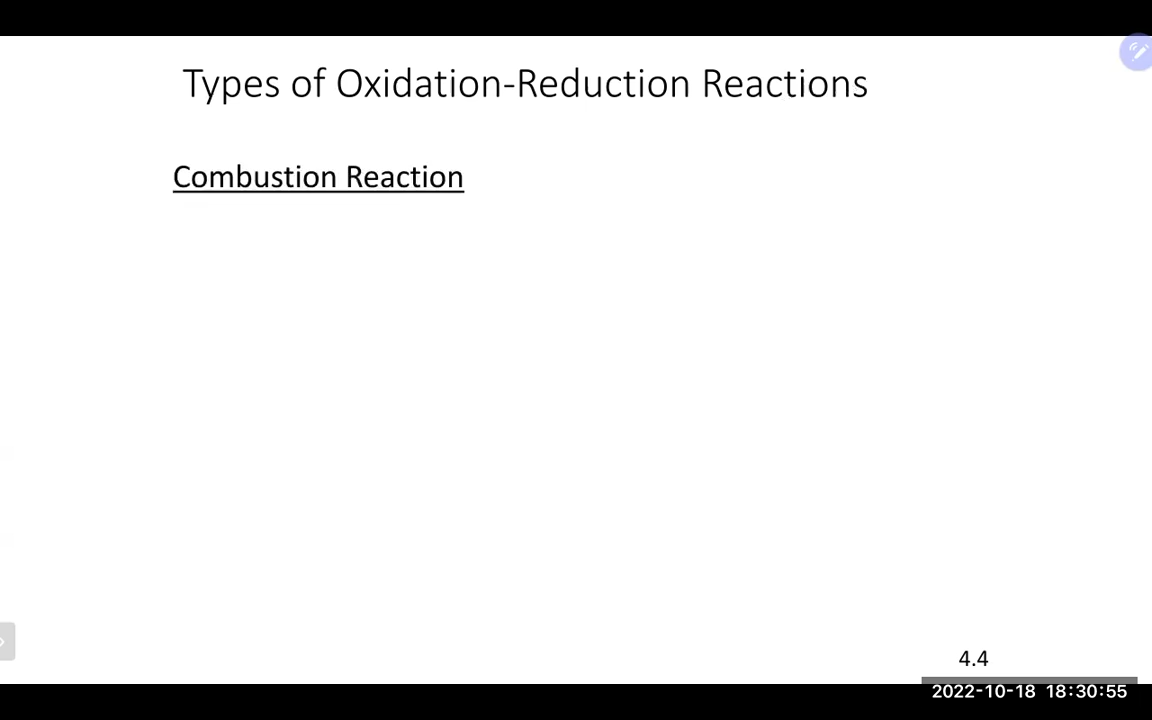 Types of Oxidation-Reduction Reactions
Combustion Reaction
4.4
2022-10-18 18:30:55